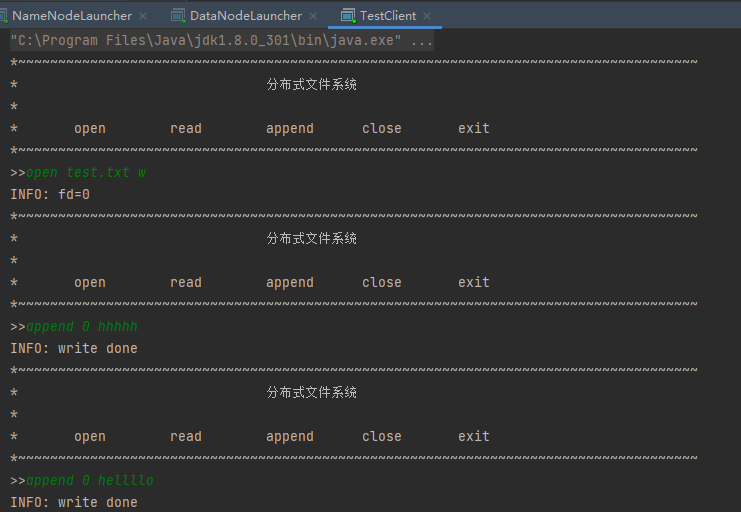 NameNodeLauncher × DataNodeLauncher × TestClient ×
"C:\Program Files\Java\jdk1.8.0_301\bin\java.exe" ...
*~~~~~~~~~~~~~~~~~~~~~~~~~~~~~~~~~~~~~~~~~~~~~~~~~~~~~~~~~~~~~~~~~~~~~~~~~~~~~~~~~~~~~
* 分布式文件系统
*
* open read append close exit
*~~~~~~~~~~~~~~~~~~~~~~~~~~~~~~~~~~~~~~~~~~~~~~~~~~~~~~~~~~~~~~~~~~~~~~~~~~~~~~~~~~~~~
>>open test.txt w
INFO: fd=0
*~~~~~~~~~~~~~~~~~~~~~~~~~~~~~~~~~~~~~~~~~~~~~~~~~~~~~~~~~~~~~~~~~~~~~~~~~~~~~~~~~~~~~
* 分布式文件系统
*
* open read append close exit
*~~~~~~~~~~~~~~~~~~~~~~~~~~~~~~~~~~~~~~~~~~~~~~~~~~~~~~~~~~~~~~~~~~~~~~~~~~~~~~~~~~~~~
>>append 0 hhhhh
INFO: write done
*~~~~~~~~~~~~~~~~~~~~~~~~~~~~~~~~~~~~~~~~~~~~~~~~~~~~~~~~~~~~~~~~~~~~~~~~~~~~~~~~~~~~~
* 分布式文件系统
*
* open read append close exit
*~~~~~~~~~~~~~~~~~~~~~~~~~~~~~~~~~~~~~~~~~~~~~~~~~~~~~~~~~~~~~~~~~~~~~~~~~~~~~~~~~~~~~
>>append 0 hellllo
INFO: write done